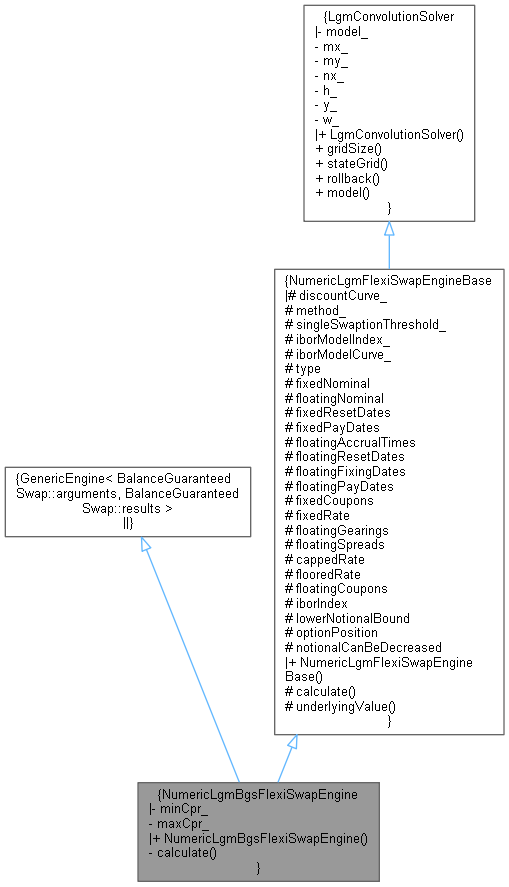 {LgmConvolutionSolver
|- model_
- mx_
- my_
- nx_
- h_
- y_
- w_
|+ LgmConvolutionSolver()
+ gridSize()
+ stateGrid()
+ rollback()
+ model()
}
{NumericLgmFlexiSwapEngineBase
|# discountCurve_
# method_
# singleSwaptionThreshold_
# iborModelIndex_
# iborModelCurve_
# type
# fixedNominal
# floatingNominal
# fixedResetDates
# fixedPayDates
# floatingAccrualTimes
# floatingResetDates
# floatingFixingDates
# floatingPayDates
# fixedCoupons
# fixedRate
# floatingGearings
# floatingSpreads
# cappedRate
# flooredRate
# floatingCoupons
# iborIndex
# lowerNotionalBound
# optionPosition
# notionalCanBeDecreased
|+ NumericLgmFlexiSwapEngine
Base()
# calculate()
# underlyingValue()
}
{GenericEngine< BalanceGuaranteed
Swap::arguments, BalanceGuaranteed
Swap::results >
||}
{NumericLgmBgsFlexiSwapEngine
|- minCpr_
- maxCpr_
|+ NumericLgmBgsFlexiSwapEngine()
- calculate()
}